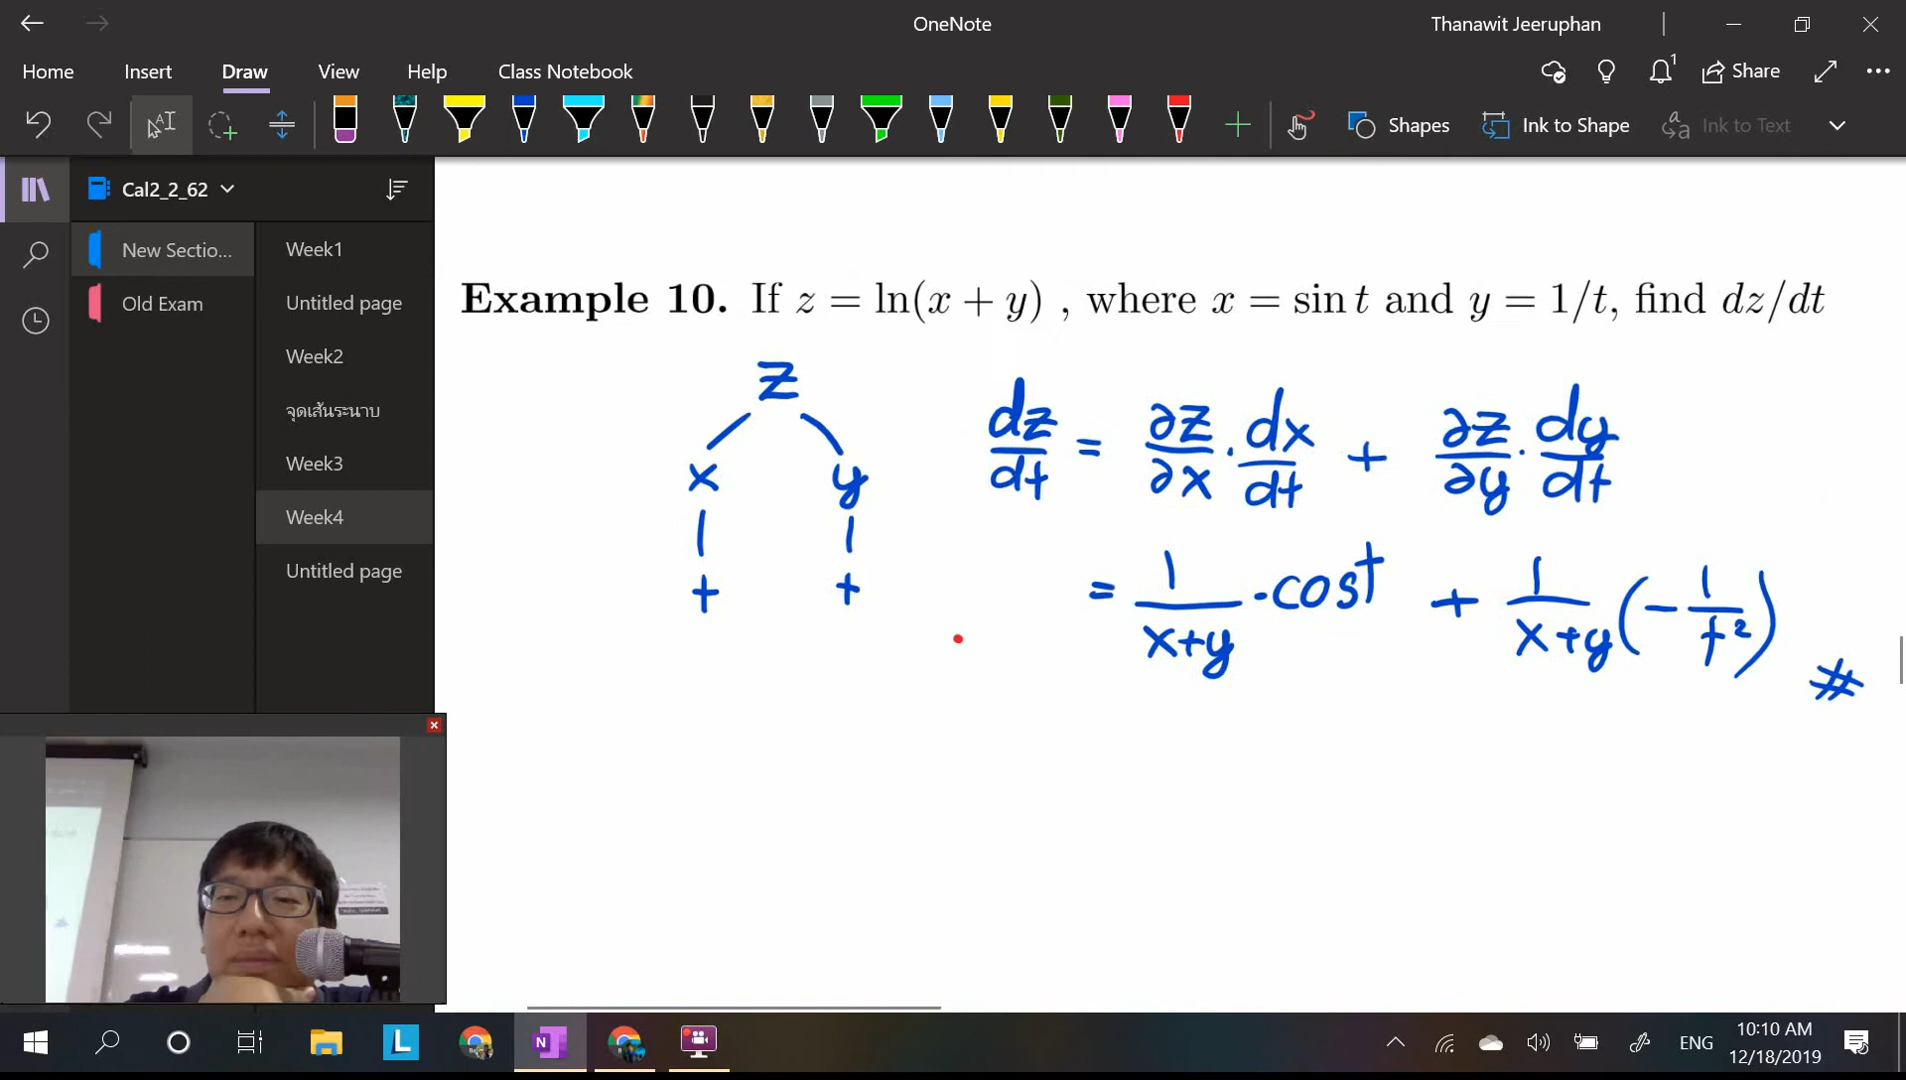 OneNote
Thanawit Jeeruphan
Home Insert Draw View Help Class Notebook
1
Share
Shapes
Ink to Shape
Ink to Text
Cal2_2_62
New Sectio...
Old Exam
Week1
Untitled page
Week2
จุดเส้นระนาบ
Week3
Week4
Untitled page
Example 10. If z = ln(x + y) , where x = sin t and y = 1/t, find dz/dt
z
x y
t t
dz/dt = ∂z/∂x · dx/dt + ∂z/∂y · dy/dt
= 1/(x+y) · cos t + 1/(x+y) (-1/t²) #
L
N
ENG
10:10 AM
12/18/2019